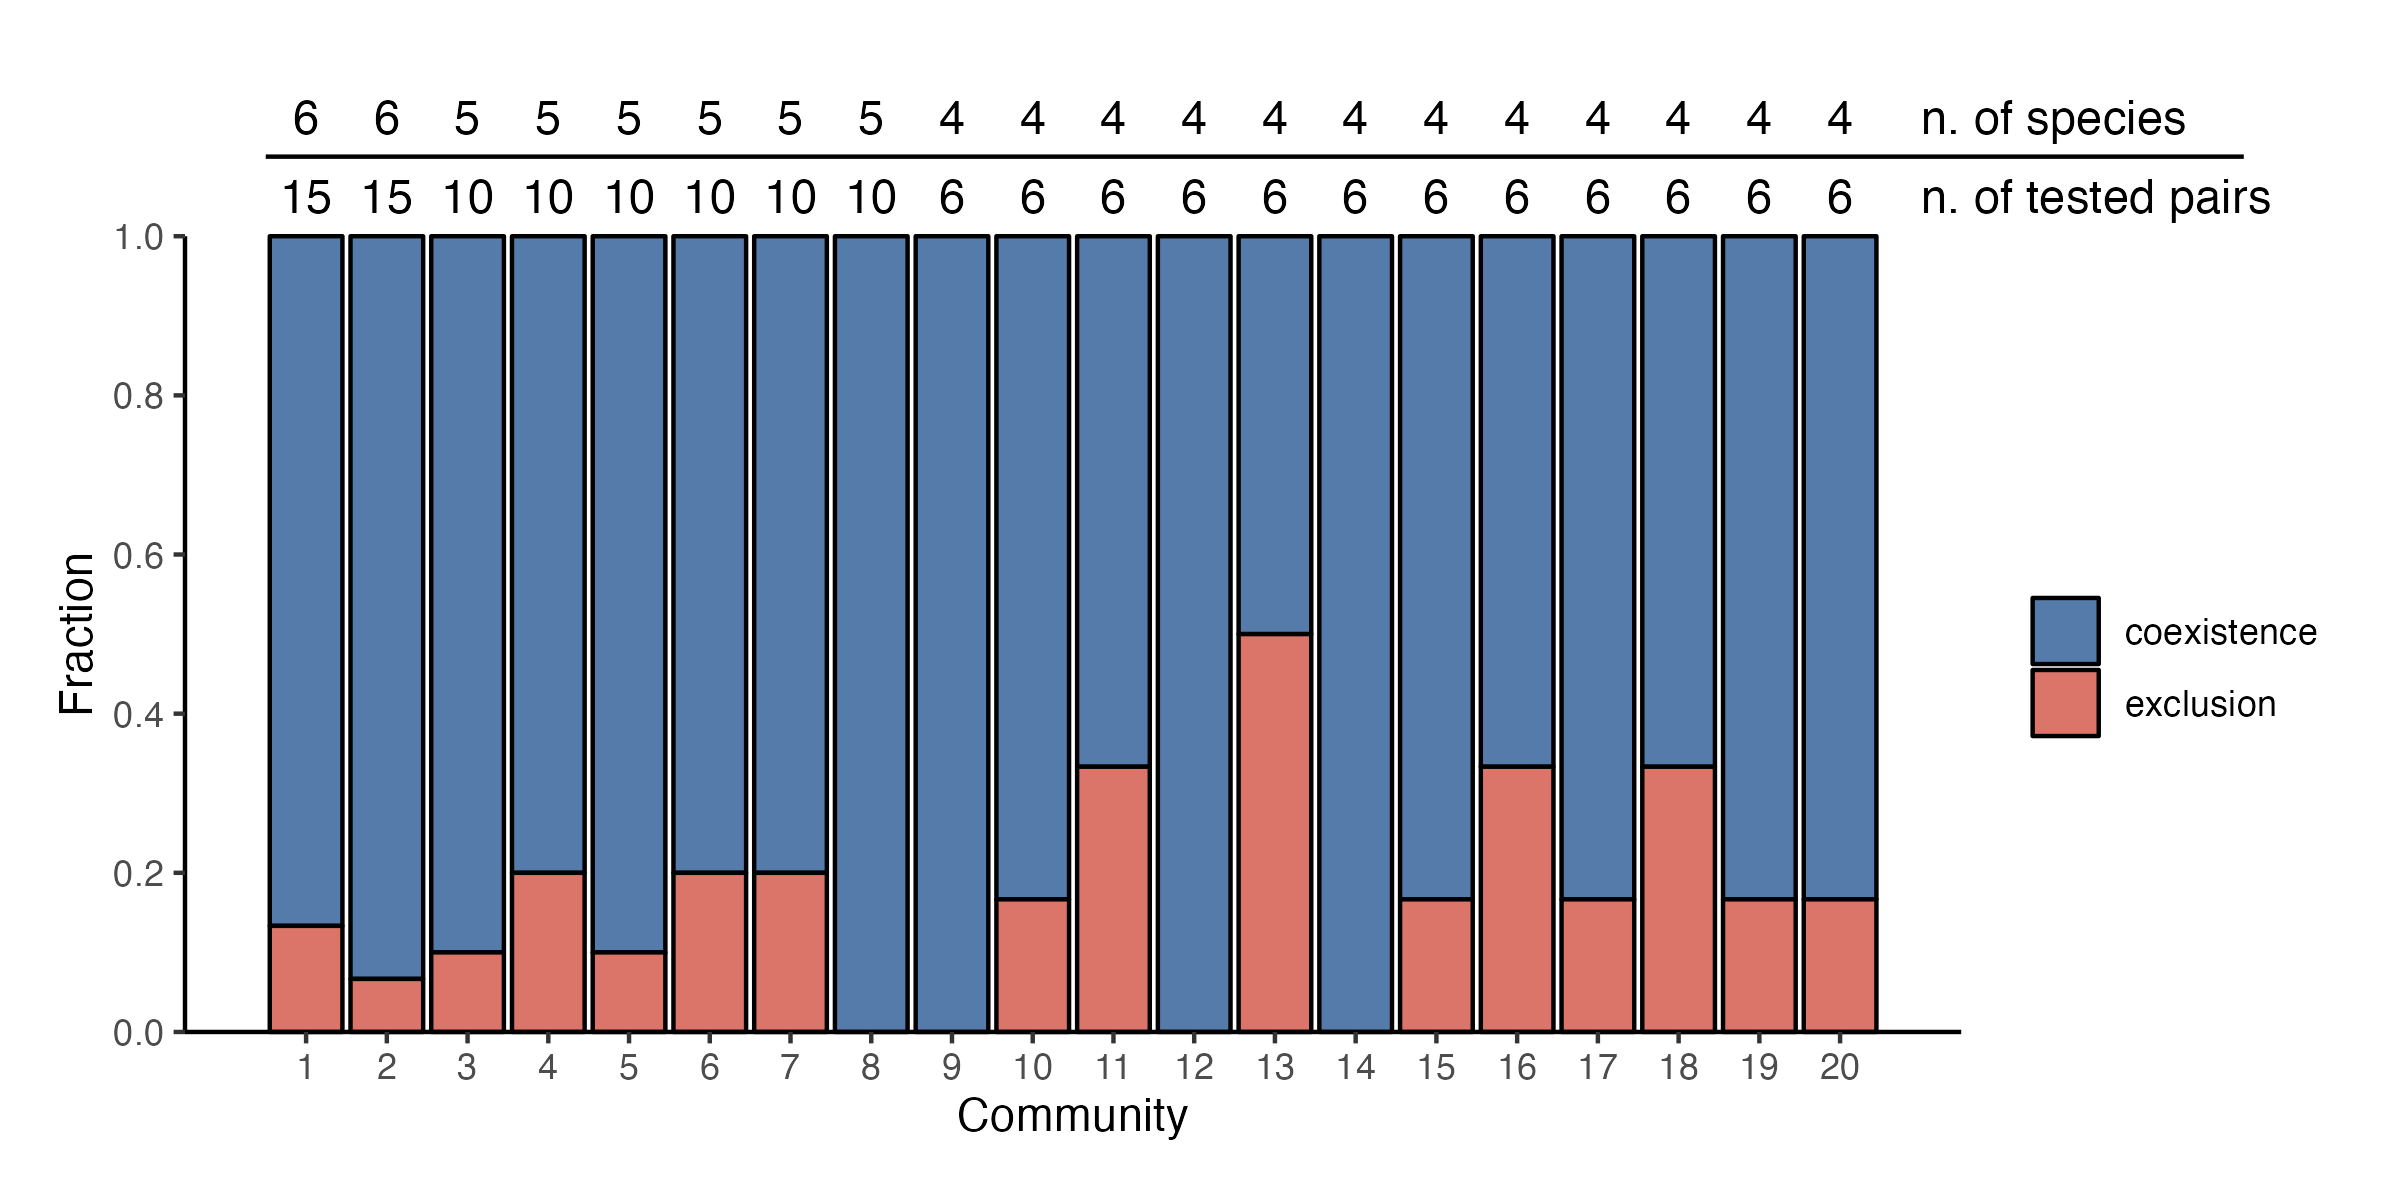 6 6 5 5 5 5 5 5 4 4 4 4 4 4 4 4 4 4 4 4 n. of species
15 15 10 10 10 10 10 10 6 6 6 6 6 6 6 6 6 6 6 6 n. of tested pairs
1.0
0.8
0.6
0.4
0.2
0.0
Fraction
coexistence
exclusion
1 2 3 4 5 6 7 8 9 10 11 12 13 14 15 16 17 18 19 20
Community